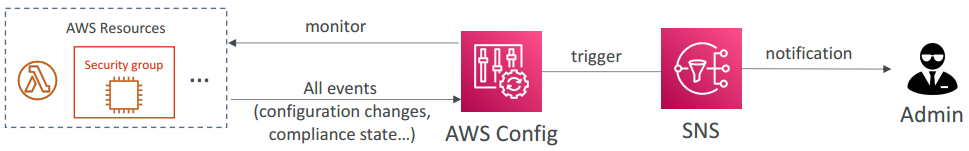 AWS Resources
Security group
...
monitor
All events
(configuration changes,
compliance state...)
AWS Config
trigger
SNS
notification
Admin